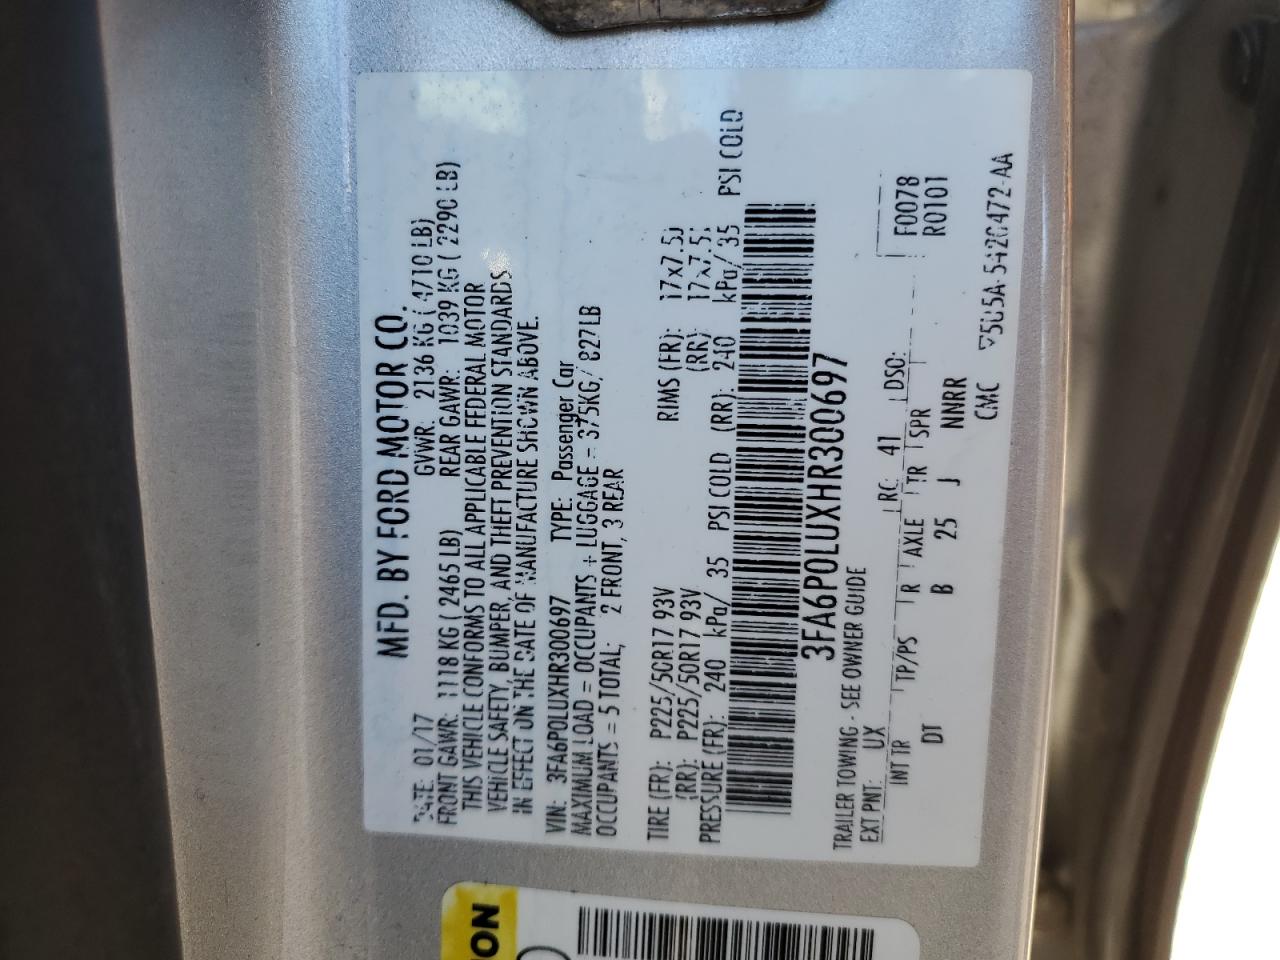 MFD. BY FORD MOTOR CO.
DATE: 01/17 GVWR: 2136 KG ( 4710 LB)
FRONT GAWR: 1118 KG ( 2465 LB) REAR GAWR: 1039 KG ( 2290 LB)
THIS VEHICLE CONFORMS TO ALL APPLICABLE FEDERAL MOTOR
VEHICLE SAFETY, BUMPER, AND THEFT PREVENTION STANDARDS
IN EFFECT ON THE DATE OF MANUFACTURE SHOWN ABOVE.
VIN: 3FA6P0LUXHR300697 TYPE: Passenger Car
MAXIMUM LOAD = OCCUPANTS + LUGGAGE = 375KG/ 827LB
OCCUPANTS = 5 TOTAL; 2 FRONT, 3 REAR
TIRE (FR): P225/50R17 93V RIMS (FR): 17x7.5J
(RR): P225/50R17 93V (RR): 17x7.5J
PRESSURE (FR): 240 kPa/ 35 PSI COLD (RR): 240 kPa/ 35 PSI COLD
3FA6P0LUXHR300697
TRAILER TOWING - SEE OWNER GUIDE
EXT PNT: UX RC: 41 DSO: F0078
INT TR TP/PS R AXLE TR SPR R0101
DT B 25 J NNRR
CMC ▽5U5A-5420472-AA
ION